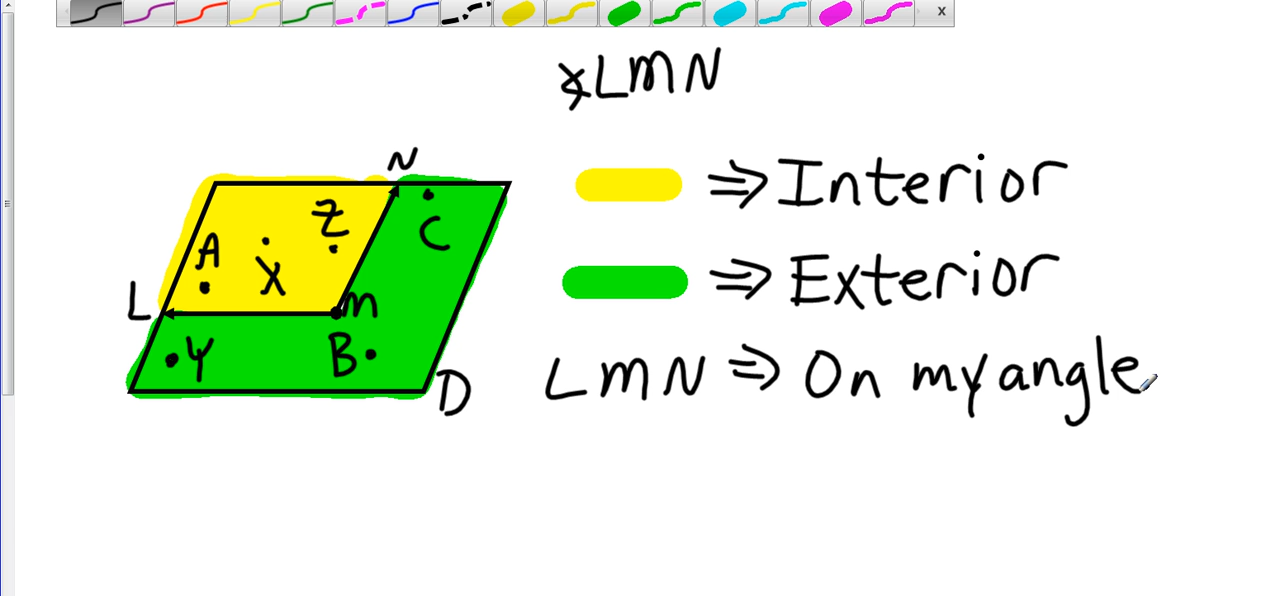 ∡LMN
⇒ Interior
⇒ Exterior
LMN ⇒ On my angle
N
Z
C
A
X
L
M
Y
B
D
x